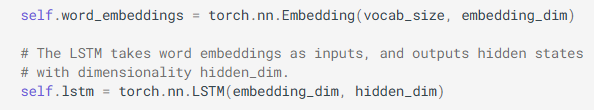 self.word_embeddings = torch.nn.Embedding(vocab_size, embedding_dim)
# The LSTM takes word embeddings as inputs, and outputs hidden states
# with dimensionality hidden_dim.
self.lstm = torch.nn.LSTM(embedding_dim, hidden_dim)